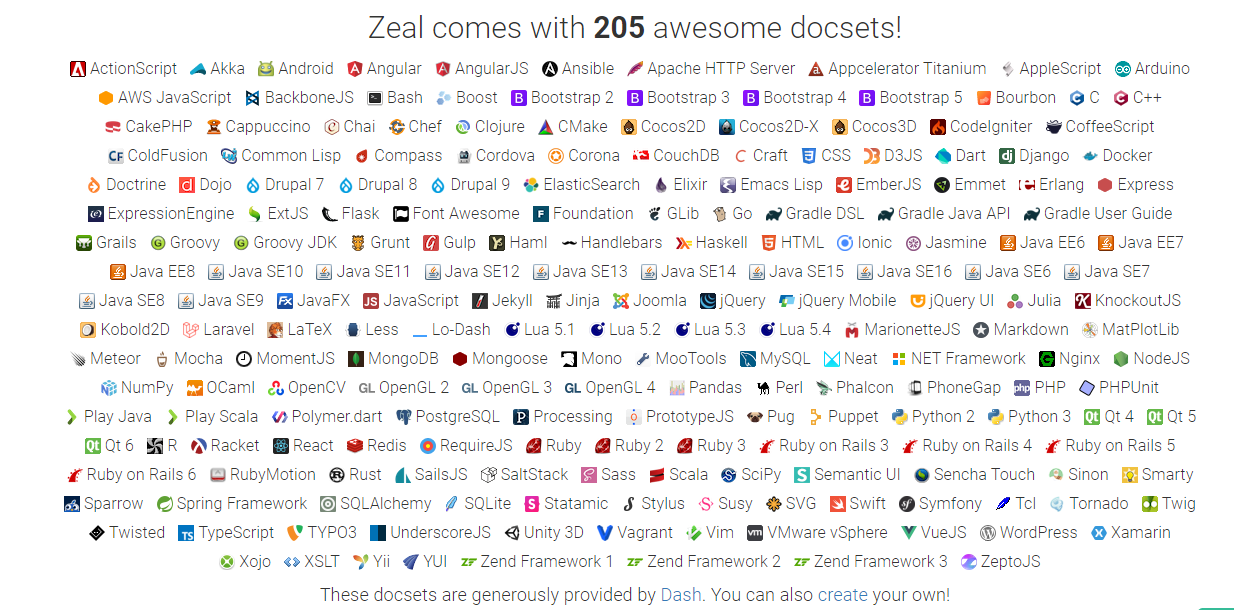 Zeal comes with 205 awesome docsets!
ActionScript Akka Android Angular AngularJS Ansible Apache HTTP Server Appcelerator Titanium AppleScript Arduino
AWS JavaScript BackboneJS Bash Boost Bootstrap 2 Bootstrap 3 Bootstrap 4 Bootstrap 5 Bourbon C C++
CakePHP Cappuccino Chai Chef Clojure CMake Cocos2D Cocos2D-X Cocos3D CodeIgniter CoffeeScript
ColdFusion Common Lisp Compass Cordova Corona CouchDB Craft CSS D3JS Dart Django Docker
Doctrine Dojo Drupal 7 Drupal 8 Drupal 9 ElasticSearch Elixir Emacs Lisp EmberJS Emmet Erlang Express
ExpressionEngine ExtJS Flask Font Awesome Foundation GLib Go Gradle DSL Gradle Java API Gradle User Guide
Grails Groovy Groovy JDK Grunt Gulp Haml Handlebars Haskell HTML Ionic Jasmine Java EE6 Java EE7
Java EE8 Java SE10 Java SE11 Java SE12 Java SE13 Java SE14 Java SE15 Java SE16 Java SE6 Java SE7
Java SE8 Java SE9 JavaFX JavaScript Jekyll Jinja Joomla jQuery jQuery Mobile jQuery UI Julia KnockoutJS
Kobold2D Laravel LaTeX Less Lo-Dash Lua 5.1 Lua 5.2 Lua 5.3 Lua 5.4 MarionetteJS Markdown MatPlotLib
Meteor Mocha MomentJS MongoDB Mongoose Mono MooTools MySQL Neat NET Framework Nginx NodeJS
NumPy OCaml OpenCV OpenGL 2 OpenGL 3 OpenGL 4 Pandas Perl Phalcon PhoneGap PHP PHPUnit
Play Java Play Scala Polymer.dart PostgreSQL Processing PrototypeJS Pug Puppet Python 2 Python 3 Qt 4 Qt 5
Qt 6 R Racket React Redis RequireJS Ruby Ruby 2 Ruby 3 Ruby on Rails 3 Ruby on Rails 4 Ruby on Rails 5
Ruby on Rails 6 RubyMotion Rust SailsJS SaltStack Sass Scala SciPy Semantic UI Sencha Touch Sinon Smarty
Sparrow Spring Framework SQLAlchemy SQLite Statamic Stylus Susy SVG Swift Symfony Tcl Tornado Twig
Twisted TypeScript TYPO3 UnderscoreJS Unity 3D Vagrant Vim VMware vSphere VueJS WordPress Xamarin
Xojo XSLT Yii YUI Zend Framework 1 Zend Framework 2 Zend Framework 3 ZeptoJS
These docsets are generously provided by Dash. You can also create your own!